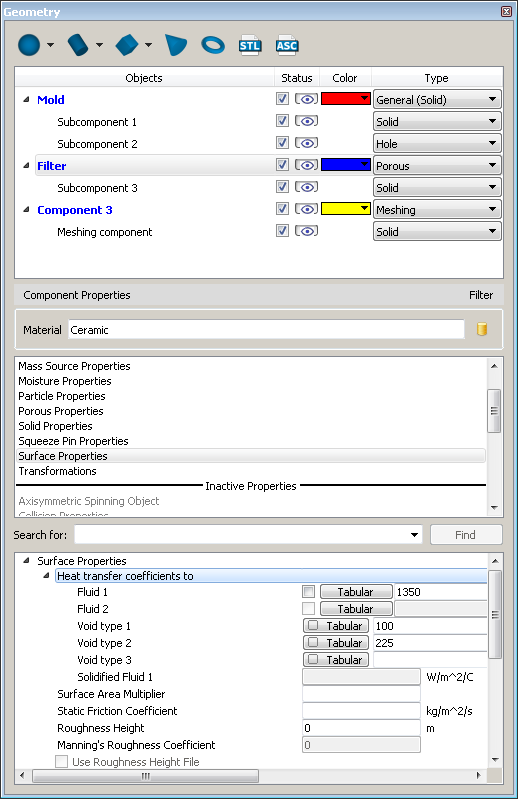 Geometry
STL
ASC
Objects Status Color Type
Mold General (Solid)
Subcomponent 1 Solid
Subcomponent 2 Hole
Filter Porous
Subcomponent 3 Solid
Component 3 Meshing
Meshing component Solid
Component Properties Filter
Material Ceramic
Mass Source Properties
Moisture Properties
Particle Properties
Porous Properties
Solid Properties
Squeeze Pin Properties
Surface Properties
Transformations
Inactive Properties
Axisymmetric Spinning Object
Collision Properties
Search for: Find
Surface Properties
Heat transfer coefficients to
Fluid 1 Tabular 1350
Fluid 2 Tabular
Void type 1 Tabular 100
Void type 2 Tabular 225
Void type 3 Tabular
Solidified Fluid 1 W/m^2/C
Surface Area Multiplier
Static Friction Coefficient kg/m^2/s
Roughness Height 0 m
Manning's Roughness Coefficient 0
Use Roughness Height File